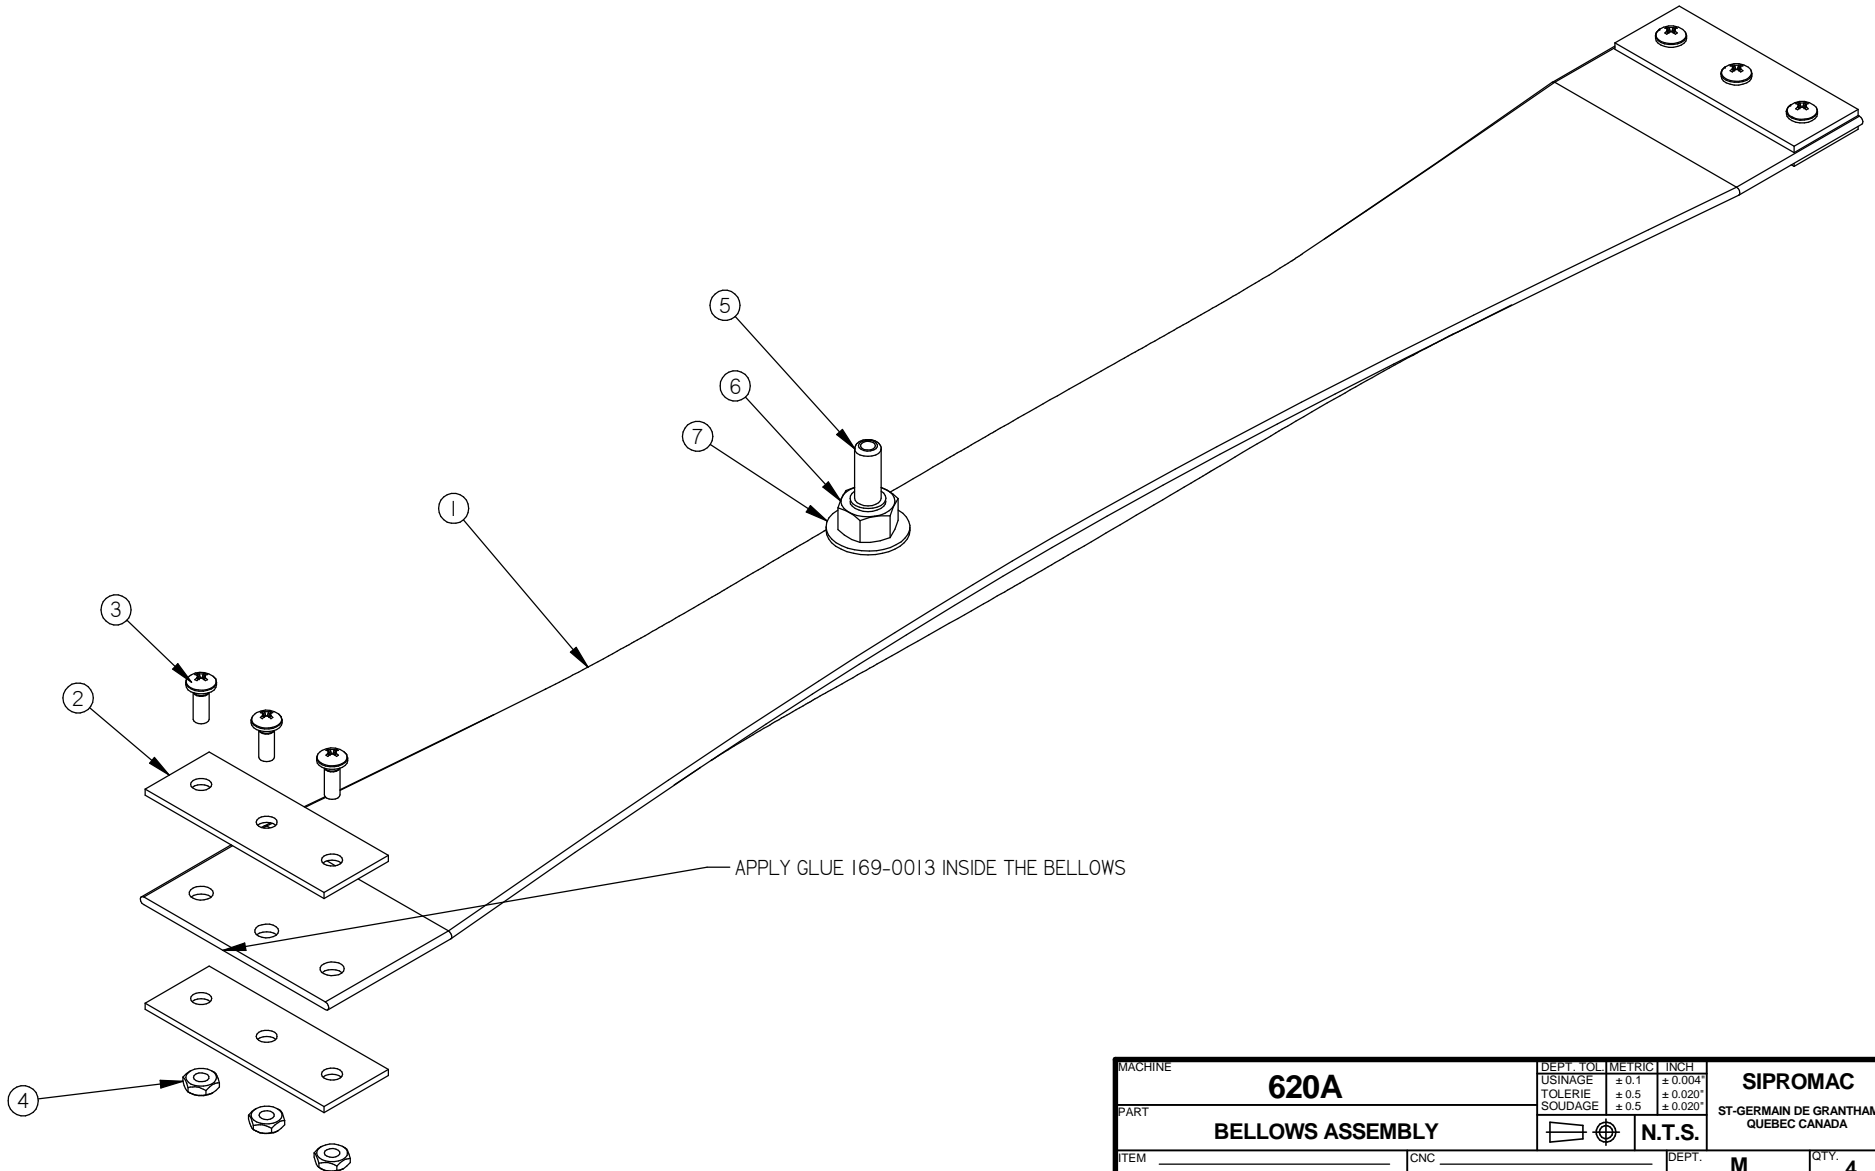 5
6
7
1
3
2
APPLY GLUE 169-0013 INSIDE THE BELLOWS
4
MACHINE
620A
PART
BELLOWS ASSEMBLY
DEPT. TOL. METRIC INCH
USINAGE ± 0.1 ± 0.004"
TOLERIE ± 0.5 ± 0.020"
SOUDAGE ± 0.5 ± 0.020"
N.T.S.
SIPROMAC
ST-GERMAIN DE GRANTHAM
QUEBEC CANADA
ITEM
CNC
DEPT.
M
QTY.
4